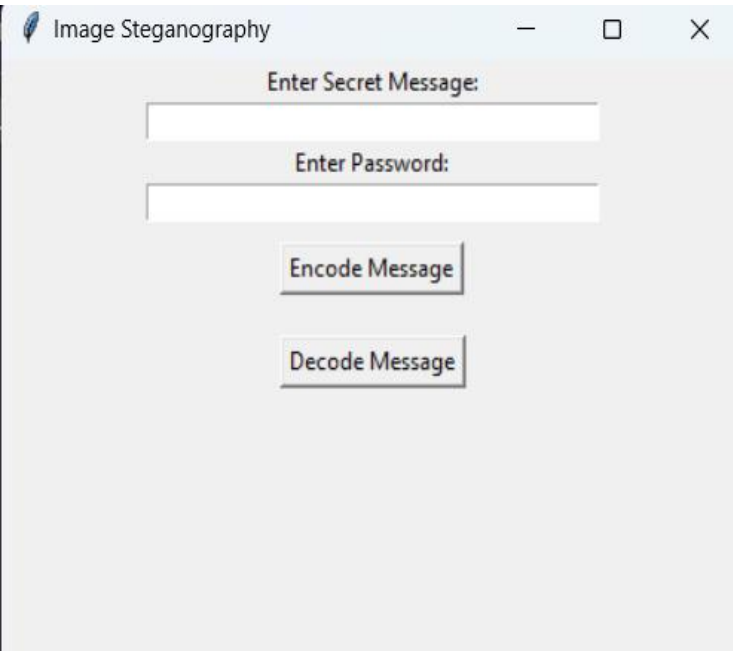 Image Steganography
Enter Secret Message:
Enter Password:
Encode Message
Decode Message